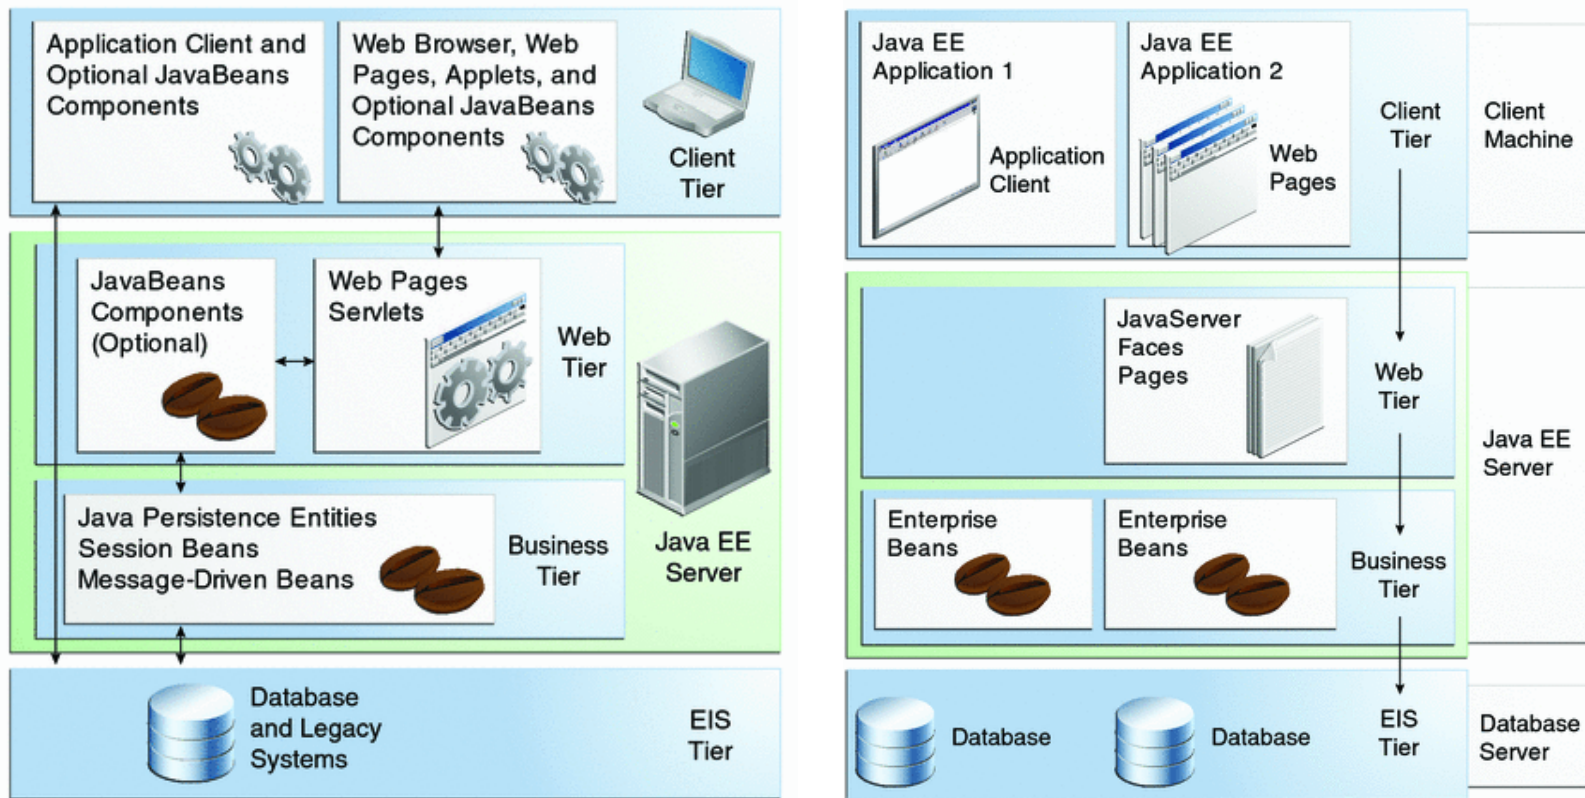 Application Client and
Optional JavaBeans
Components
Web Browser, Web
Pages, Applets, and
Optional JavaBeans
Components
Client
Tier
JavaBeans
Components
(Optional)
Web Pages
Servlets
Web
Tier
Java Persistence Entities
Session Beans
Message-Driven Beans
Business
Tier
Java EE
Server
Database
and Legacy
Systems
EIS
Tier
Java EE
Application 1
Application
Client
Java EE
Application 2
Web
Pages
Client
Tier
Client
Machine
JavaServer
Faces
Pages
Web
Tier
Java EE
Server
Enterprise
Beans
Enterprise
Beans
Business
Tier
Database
Database
EIS
Tier
Database
Server